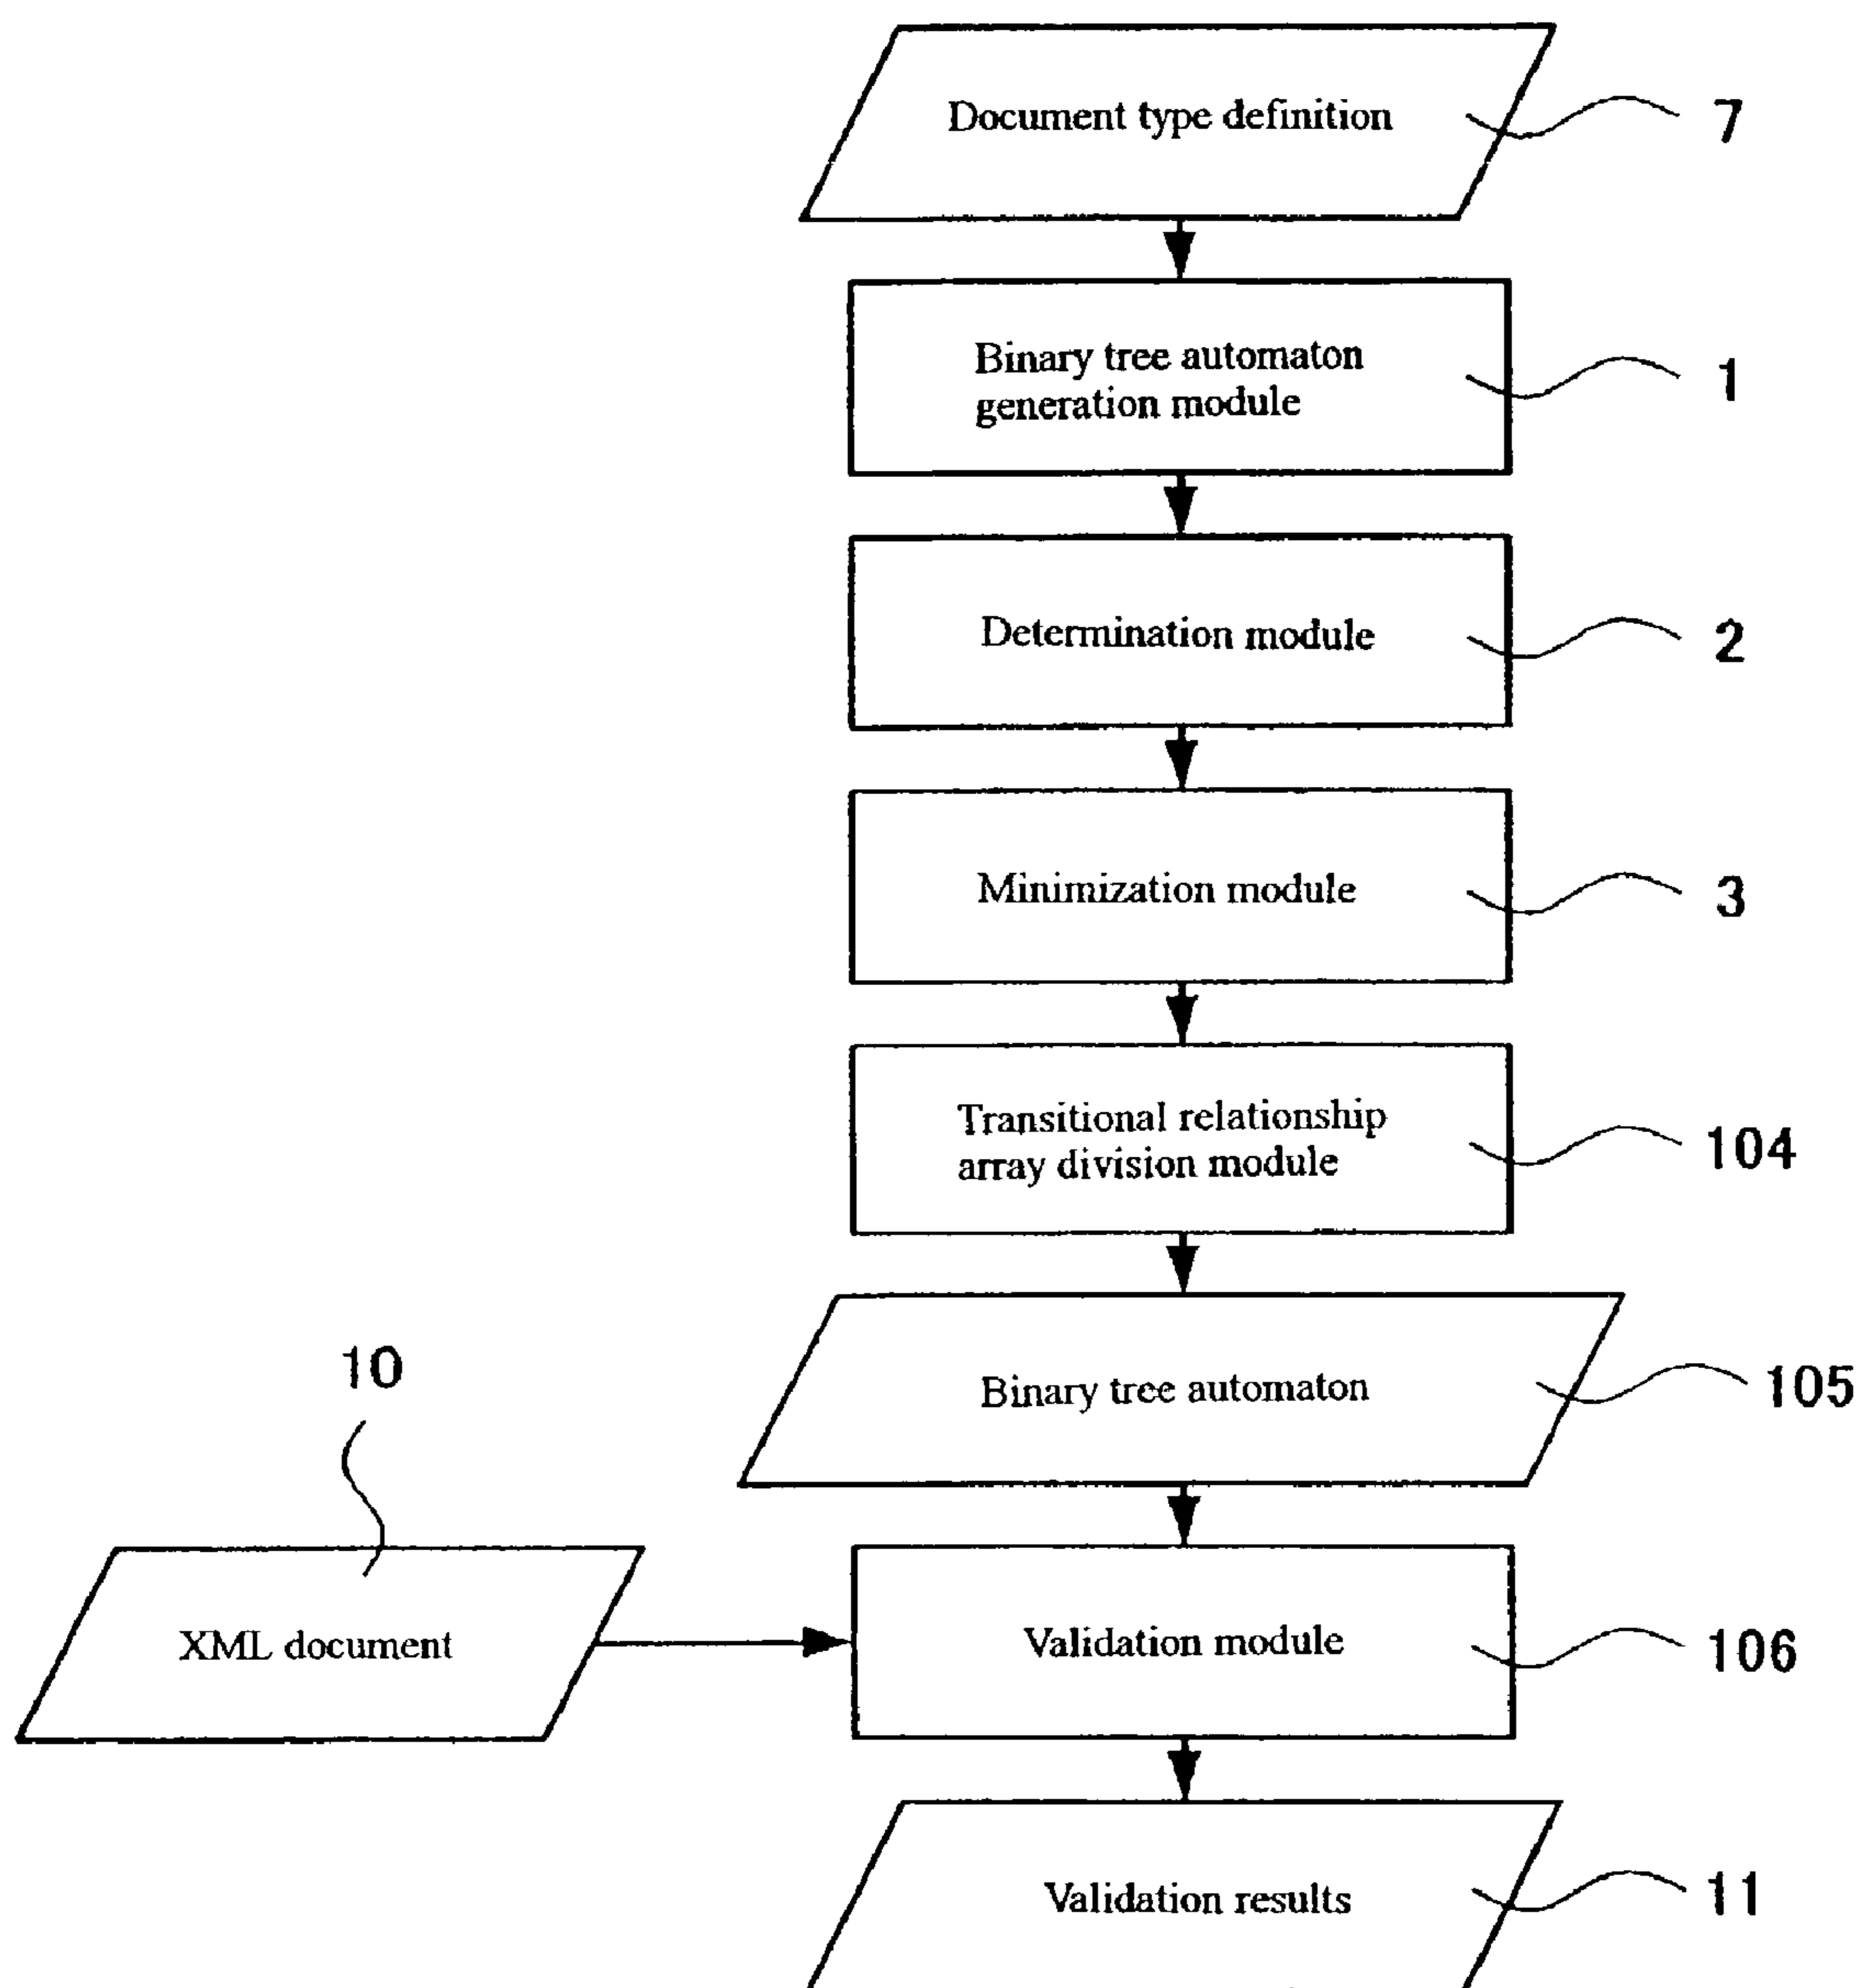 Document type definition
7
Binary tree automaton
generation module
1
Determination module
2
Minimization module
3
Transitional relationship
array division module
104
Binary tree automaton
105
10
XML document
Validation module
106
Validation results
11